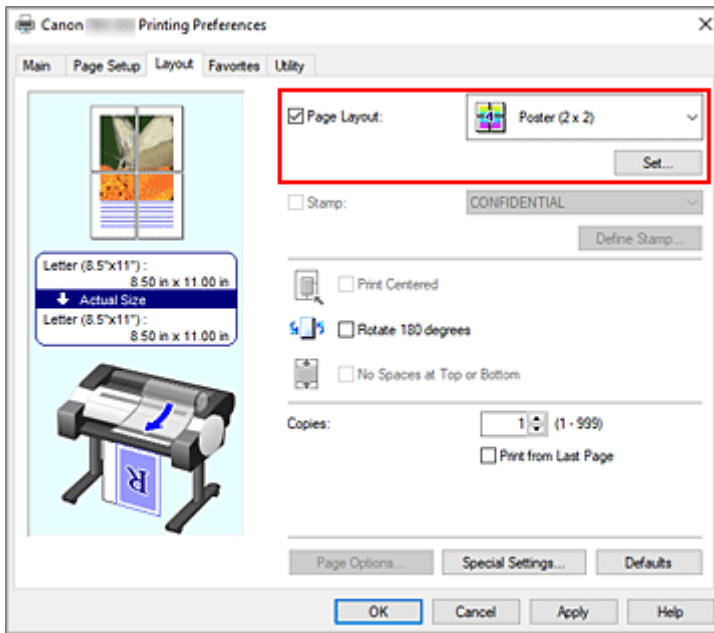 Canon Printing Preferences
Main Page Setup Layout Favorites Utility
Page Layout: Poster (2 x 2)
Set...
Stamp: CONFIDENTIAL
Define Stamp...
Letter (8.5"x11") :
8.50 in x 11.00 in
Actual Size
Letter (8.5"x11") :
8.50 in x 11.00 in
Print Centered
Rotate 180 degrees
No Spaces at Top or Bottom
Copies: 1 (1 - 999)
Print from Last Page
R
Page Options... Special Settings... Defaults
OK Cancel Apply Help